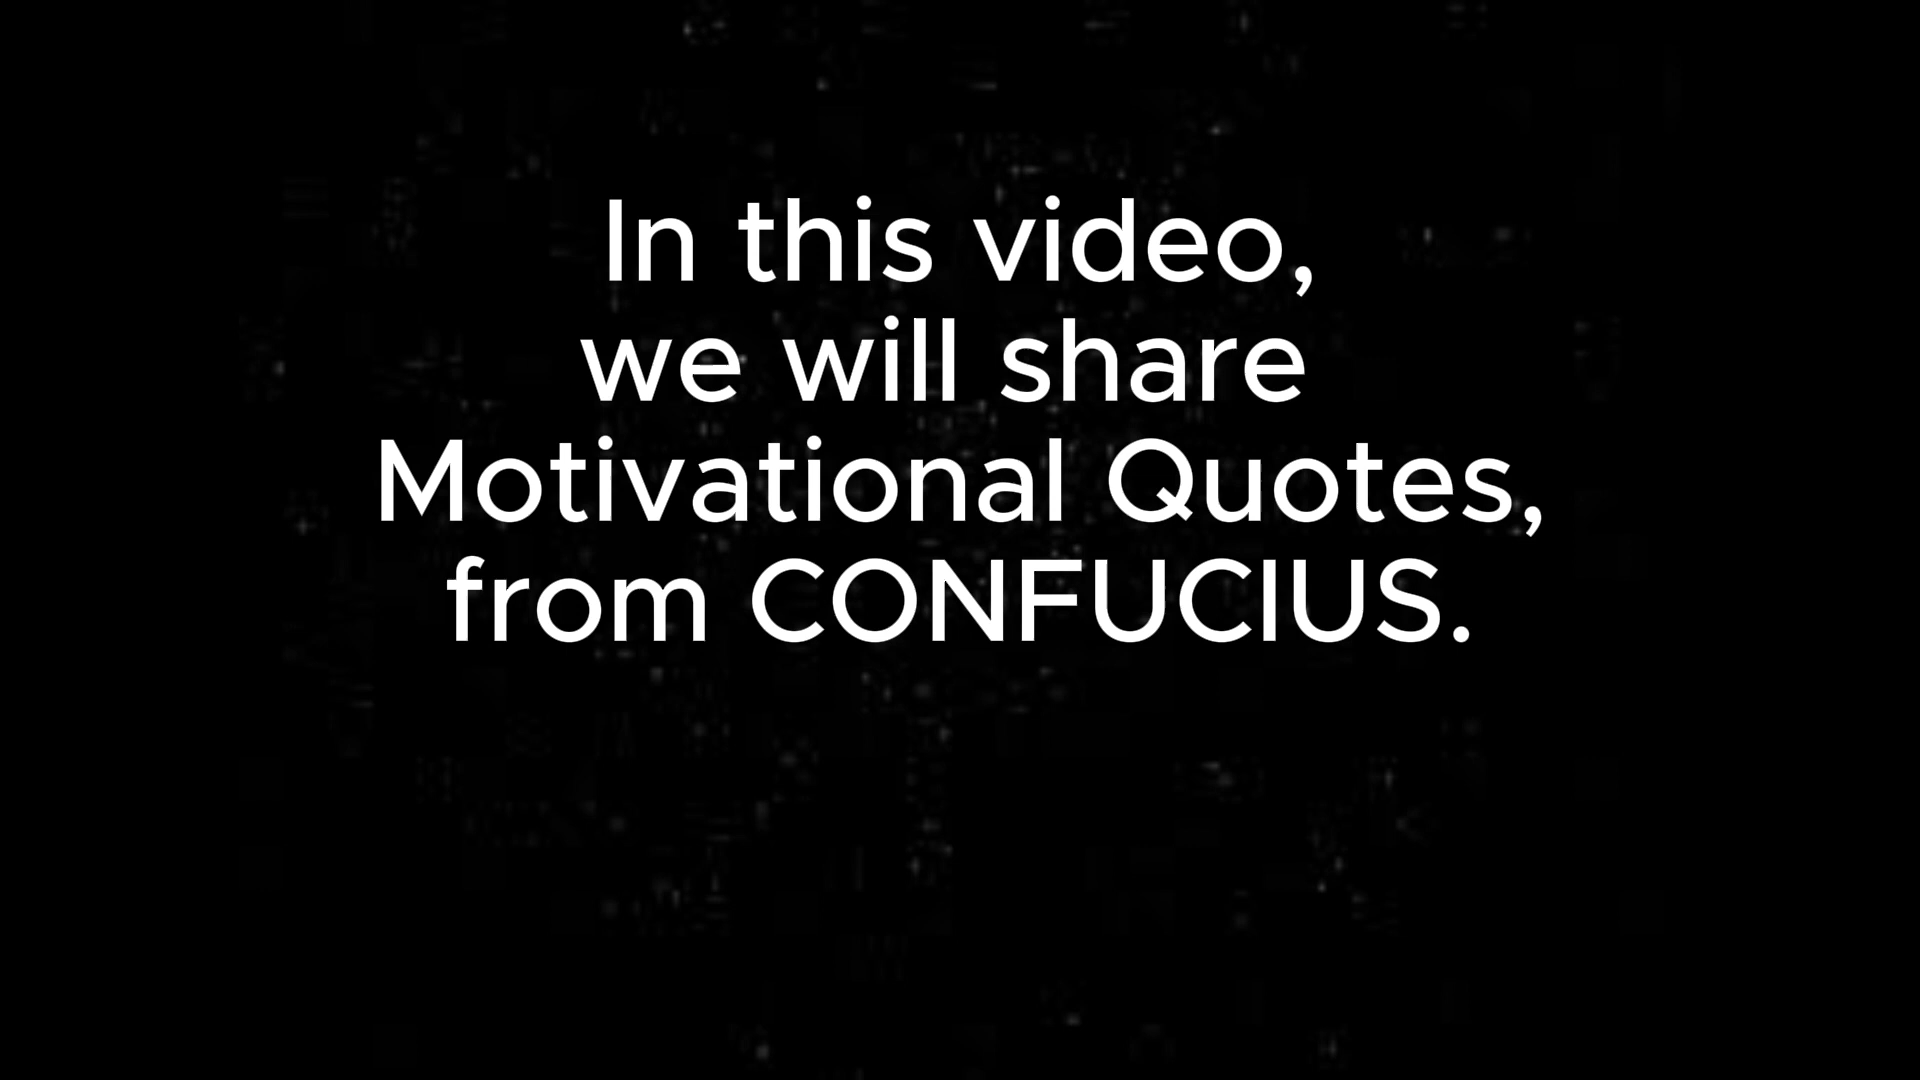 In this video,
we will share
Motivational Quotes,
from CONFUCIUS.